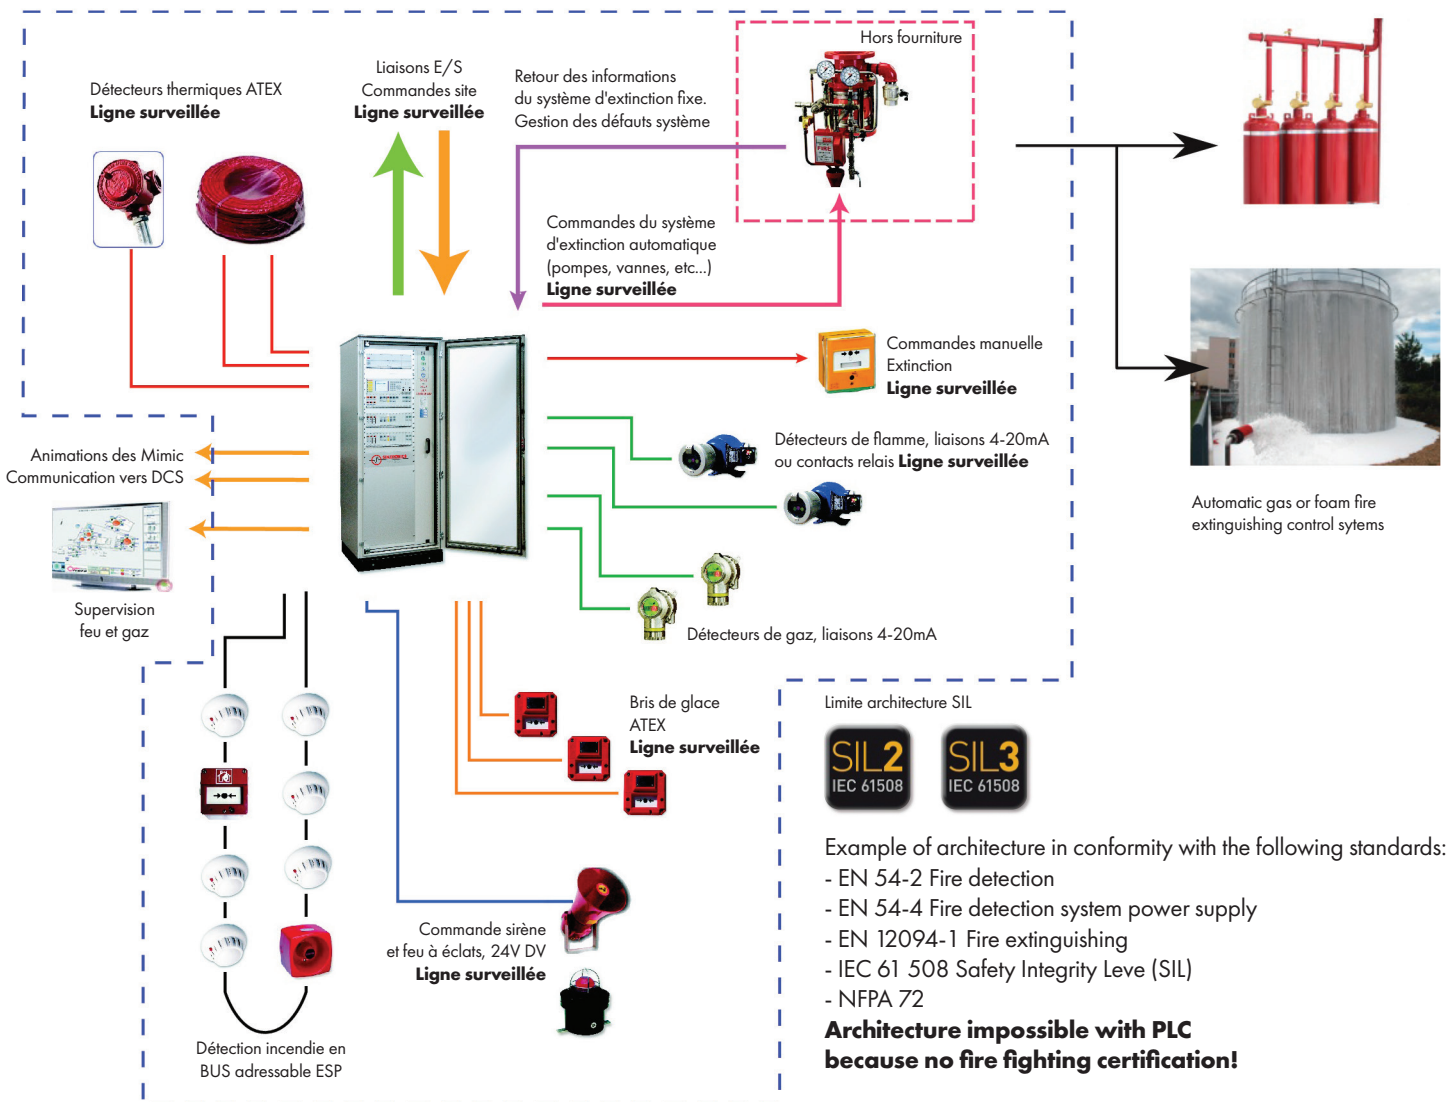 Hors fourniture
Liaisons E/S
Commandes site
Ligne surveillée
Détecteurs thermiques ATEX
Ligne surveillée
Retour des informations
du système d'extinction fixe.
Gestion des défauts système
FIRE
Commandes du système
d'extinction automatique
(pompes, vannes, etc...)
Ligne surveillée
Commandes manuelle
Extinction
Ligne surveillée
Animations des Mimic
Communication vers DCS
Détecteurs de flamme, liaisons 4-20mA
ou contacts relais Ligne surveillée
Automatic gas or foam fire
extinguishing control sytems
Supervision
feu et gaz
Détecteurs de gaz, liaisons 4-20mA
Bris de glace
ATEX
Ligne surveillée
Limite architecture SIL
SIL2
IEC 61508
SIL3
IEC 61508
Example of architecture in conformity with the following standards:
- EN 54-2 Fire detection
- EN 54-4 Fire detection system power supply
- EN 12094-1 Fire extinguishing
- IEC 61 508 Safety Integrity Leve (SIL)
- NFPA 72
Architecture impossible with PLC
because no fire fighting certification!
Commande sirène
et feu à éclats, 24V DV
Ligne surveillée
Détection incendie en
BUS adressable ESP